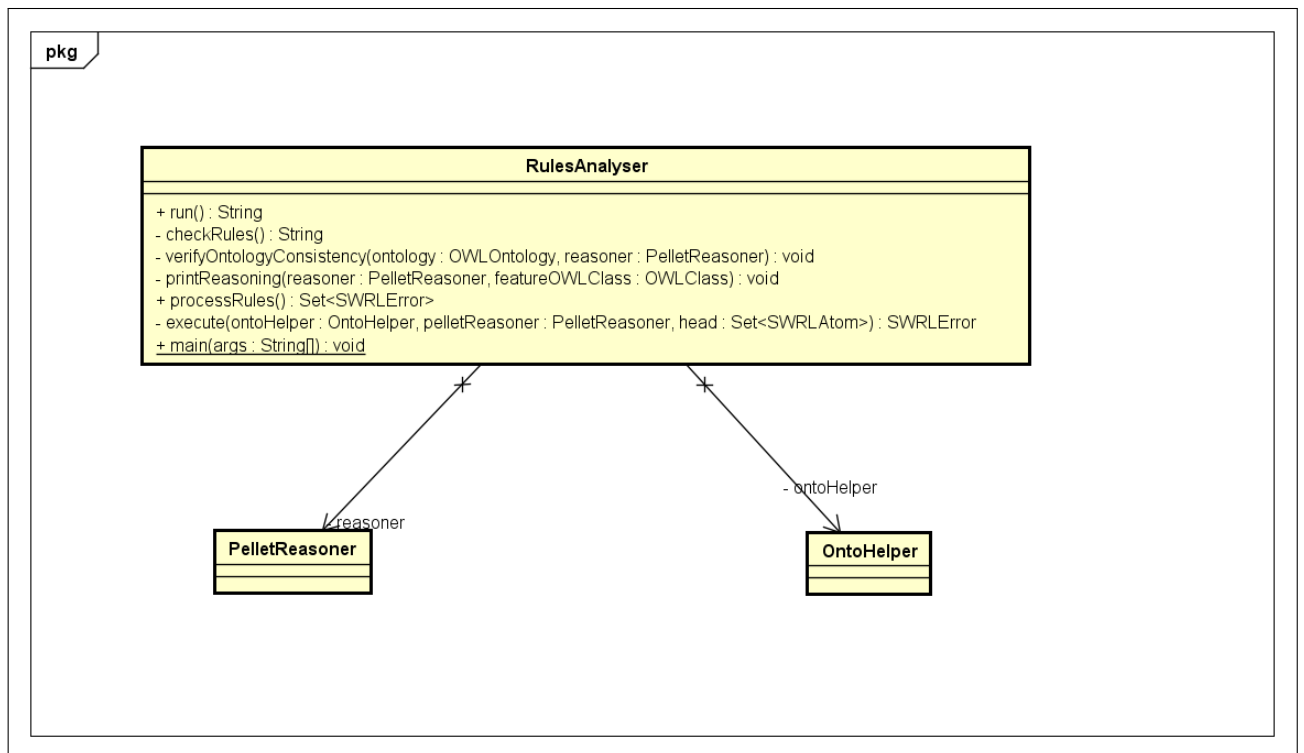 pkg
RulesAnalyser
+ run() : String
- checkRules() : String
- verifyOntologyConsistency(ontology : OWLOntology, reasoner : PelletReasoner) : void
- printReasoning(reasoner : PelletReasoner, featureOWLClass : OWLClass) : void
+ processRules() : Set<SWRLError>
- execute(ontoHelper : OntoHelper, pelletReasoner : PelletReasoner, head : Set<SWRLAtom>) : SWRLError
+ main(args : String[]) : void
- ontoHelper
- reasoner
PelletReasoner
OntoHelper